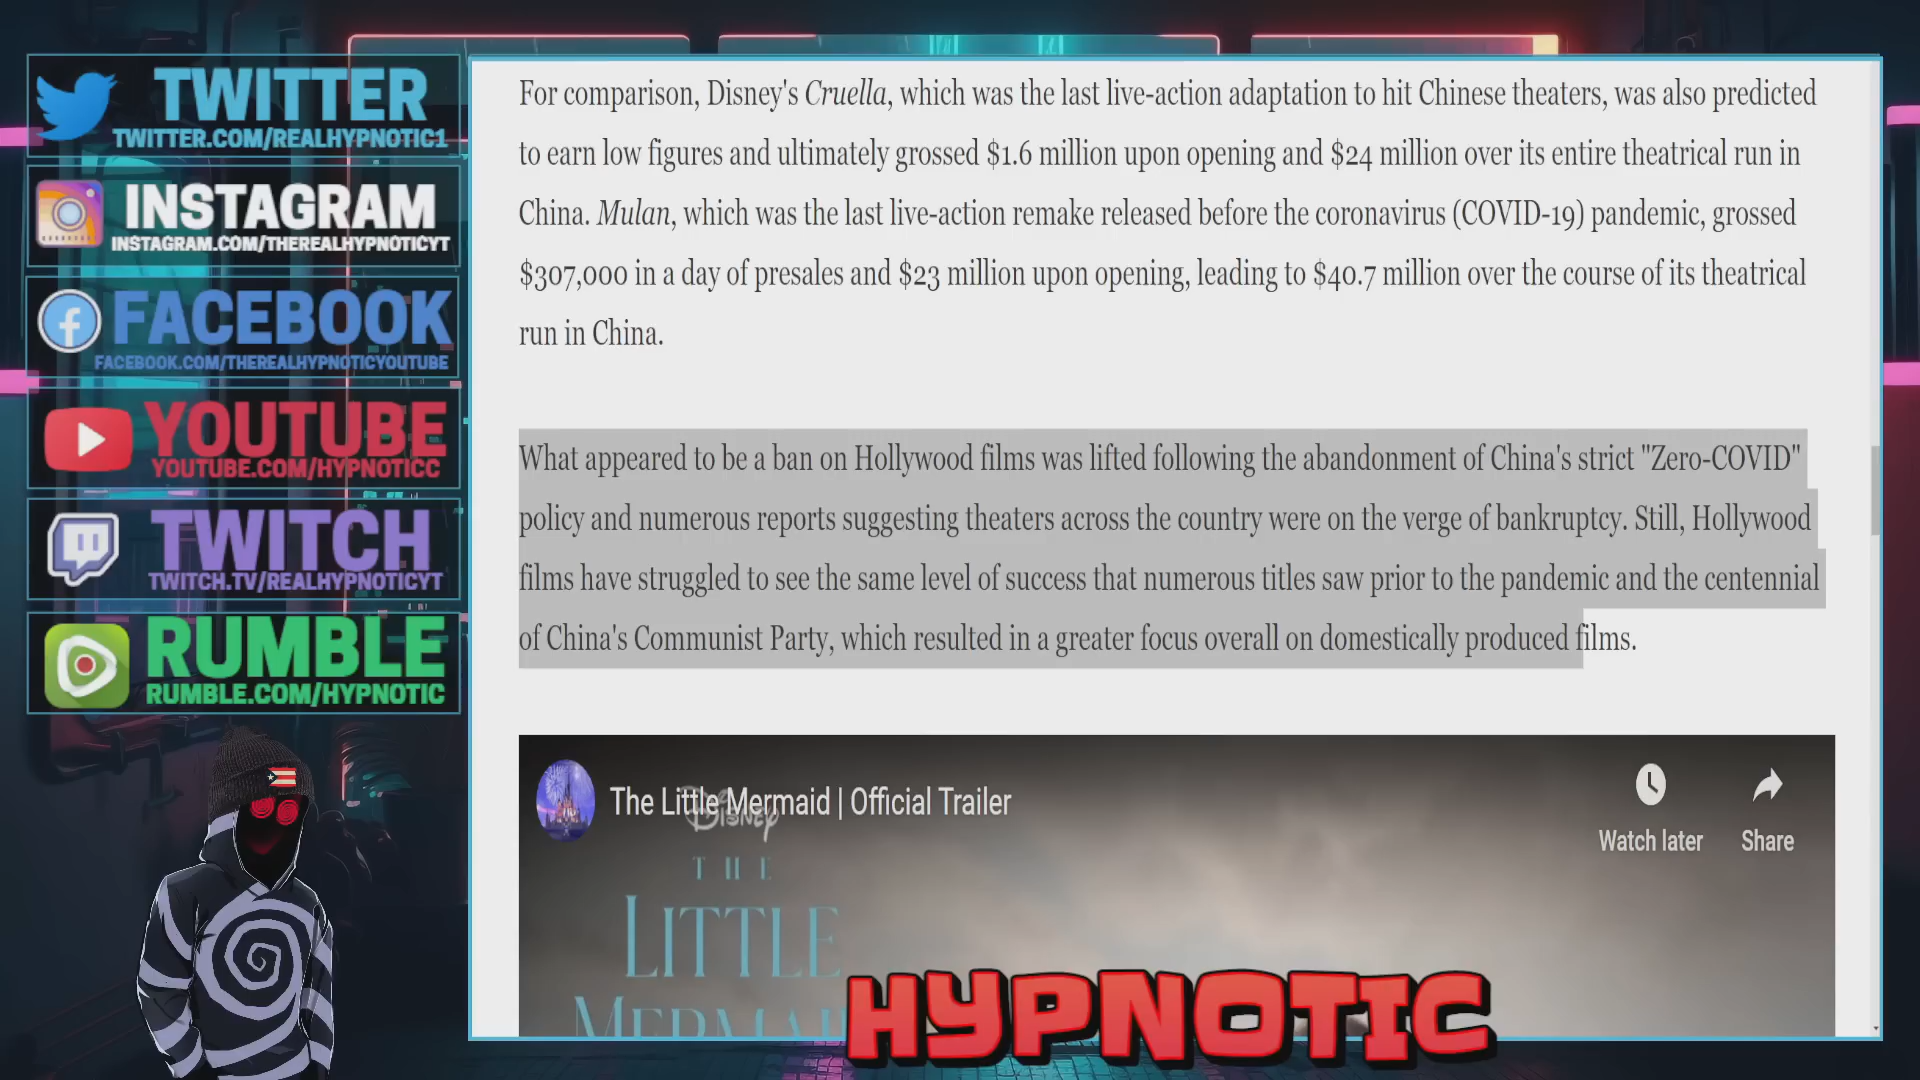 TWITTER
TWITTER.COM/REALHYPNOTIC1
INSTAGRAM
INSTAGRAM.COM/THEREALHYPNOTICYT
FACEBOOK
FACEBOOK.COM/THEREALHYPNOTICYOUTUBE
YOUTUBE
YOUTUBE.COM/HYPNOTICC
TWITCH
TWITCH.TV/REALHYPNOTICYT
RUMBLE
RUMBLE.COM/HYPNOTIC
For comparison, Disney's Cruella, which was the last live-action adaptation to hit Chinese theaters, was also predicted
to earn low figures and ultimately grossed $1.6 million upon opening and $24 million over its entire theatrical run in
China. Mulan, which was the last live-action remake released before the coronavirus (COVID-19) pandemic, grossed
$307,000 in a day of presales and $23 million upon opening, leading to $40.7 million over the course of its theatrical
run in China.
What appeared to be a ban on Hollywood films was lifted following the abandonment of China's strict "Zero-COVID"
policy and numerous reports suggesting theaters across the country were on the verge of bankruptcy. Still, Hollywood
films have struggled to see the same level of success that numerous titles saw prior to the pandemic and the centennial
of China's Communist Party, which resulted in a greater focus overall on domestically produced films.
The Little Mermaid | Official Trailer
Watch later
Share
Disney
THE
LITTLE
MERMAID
HYPNOTIC